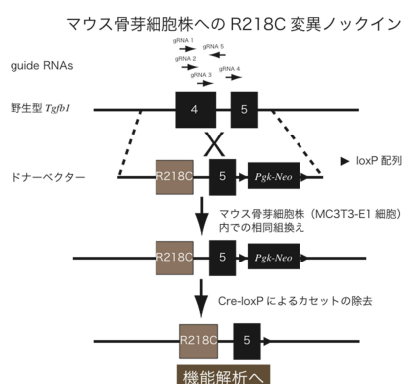 マウス骨芽細胞株への R218C 変異ノックイン
gRNA 1
gRNA 5
guide RNAs
gRNA 2
gRNA 4
gRNA 3
野生型 Tgfb1
4
5
loxP 配列
ドナーベクター
R218C
5
Pgk-Neo
マウス骨芽細胞株（MC3T3-E1 細胞）
内での相同組換え
R218C
5
Pgk-Neo
Cre-loxP によるカセットの除去
R218C
5
機能解析へ